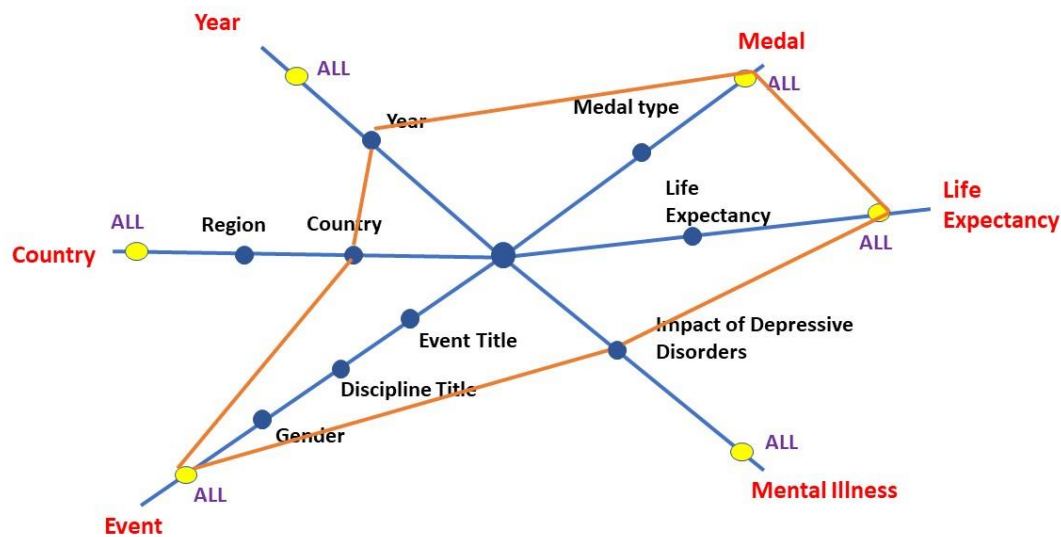 Year
ALL
Medal
ALL
Medal type
Year
Life
Expectancy
Life
Expectancy
ALL
ALL
Region
Country
Country
Impact of Depressive
Disorders
Event Title
Discipline Title
Gender
ALL
Mental Illness
ALL
Event